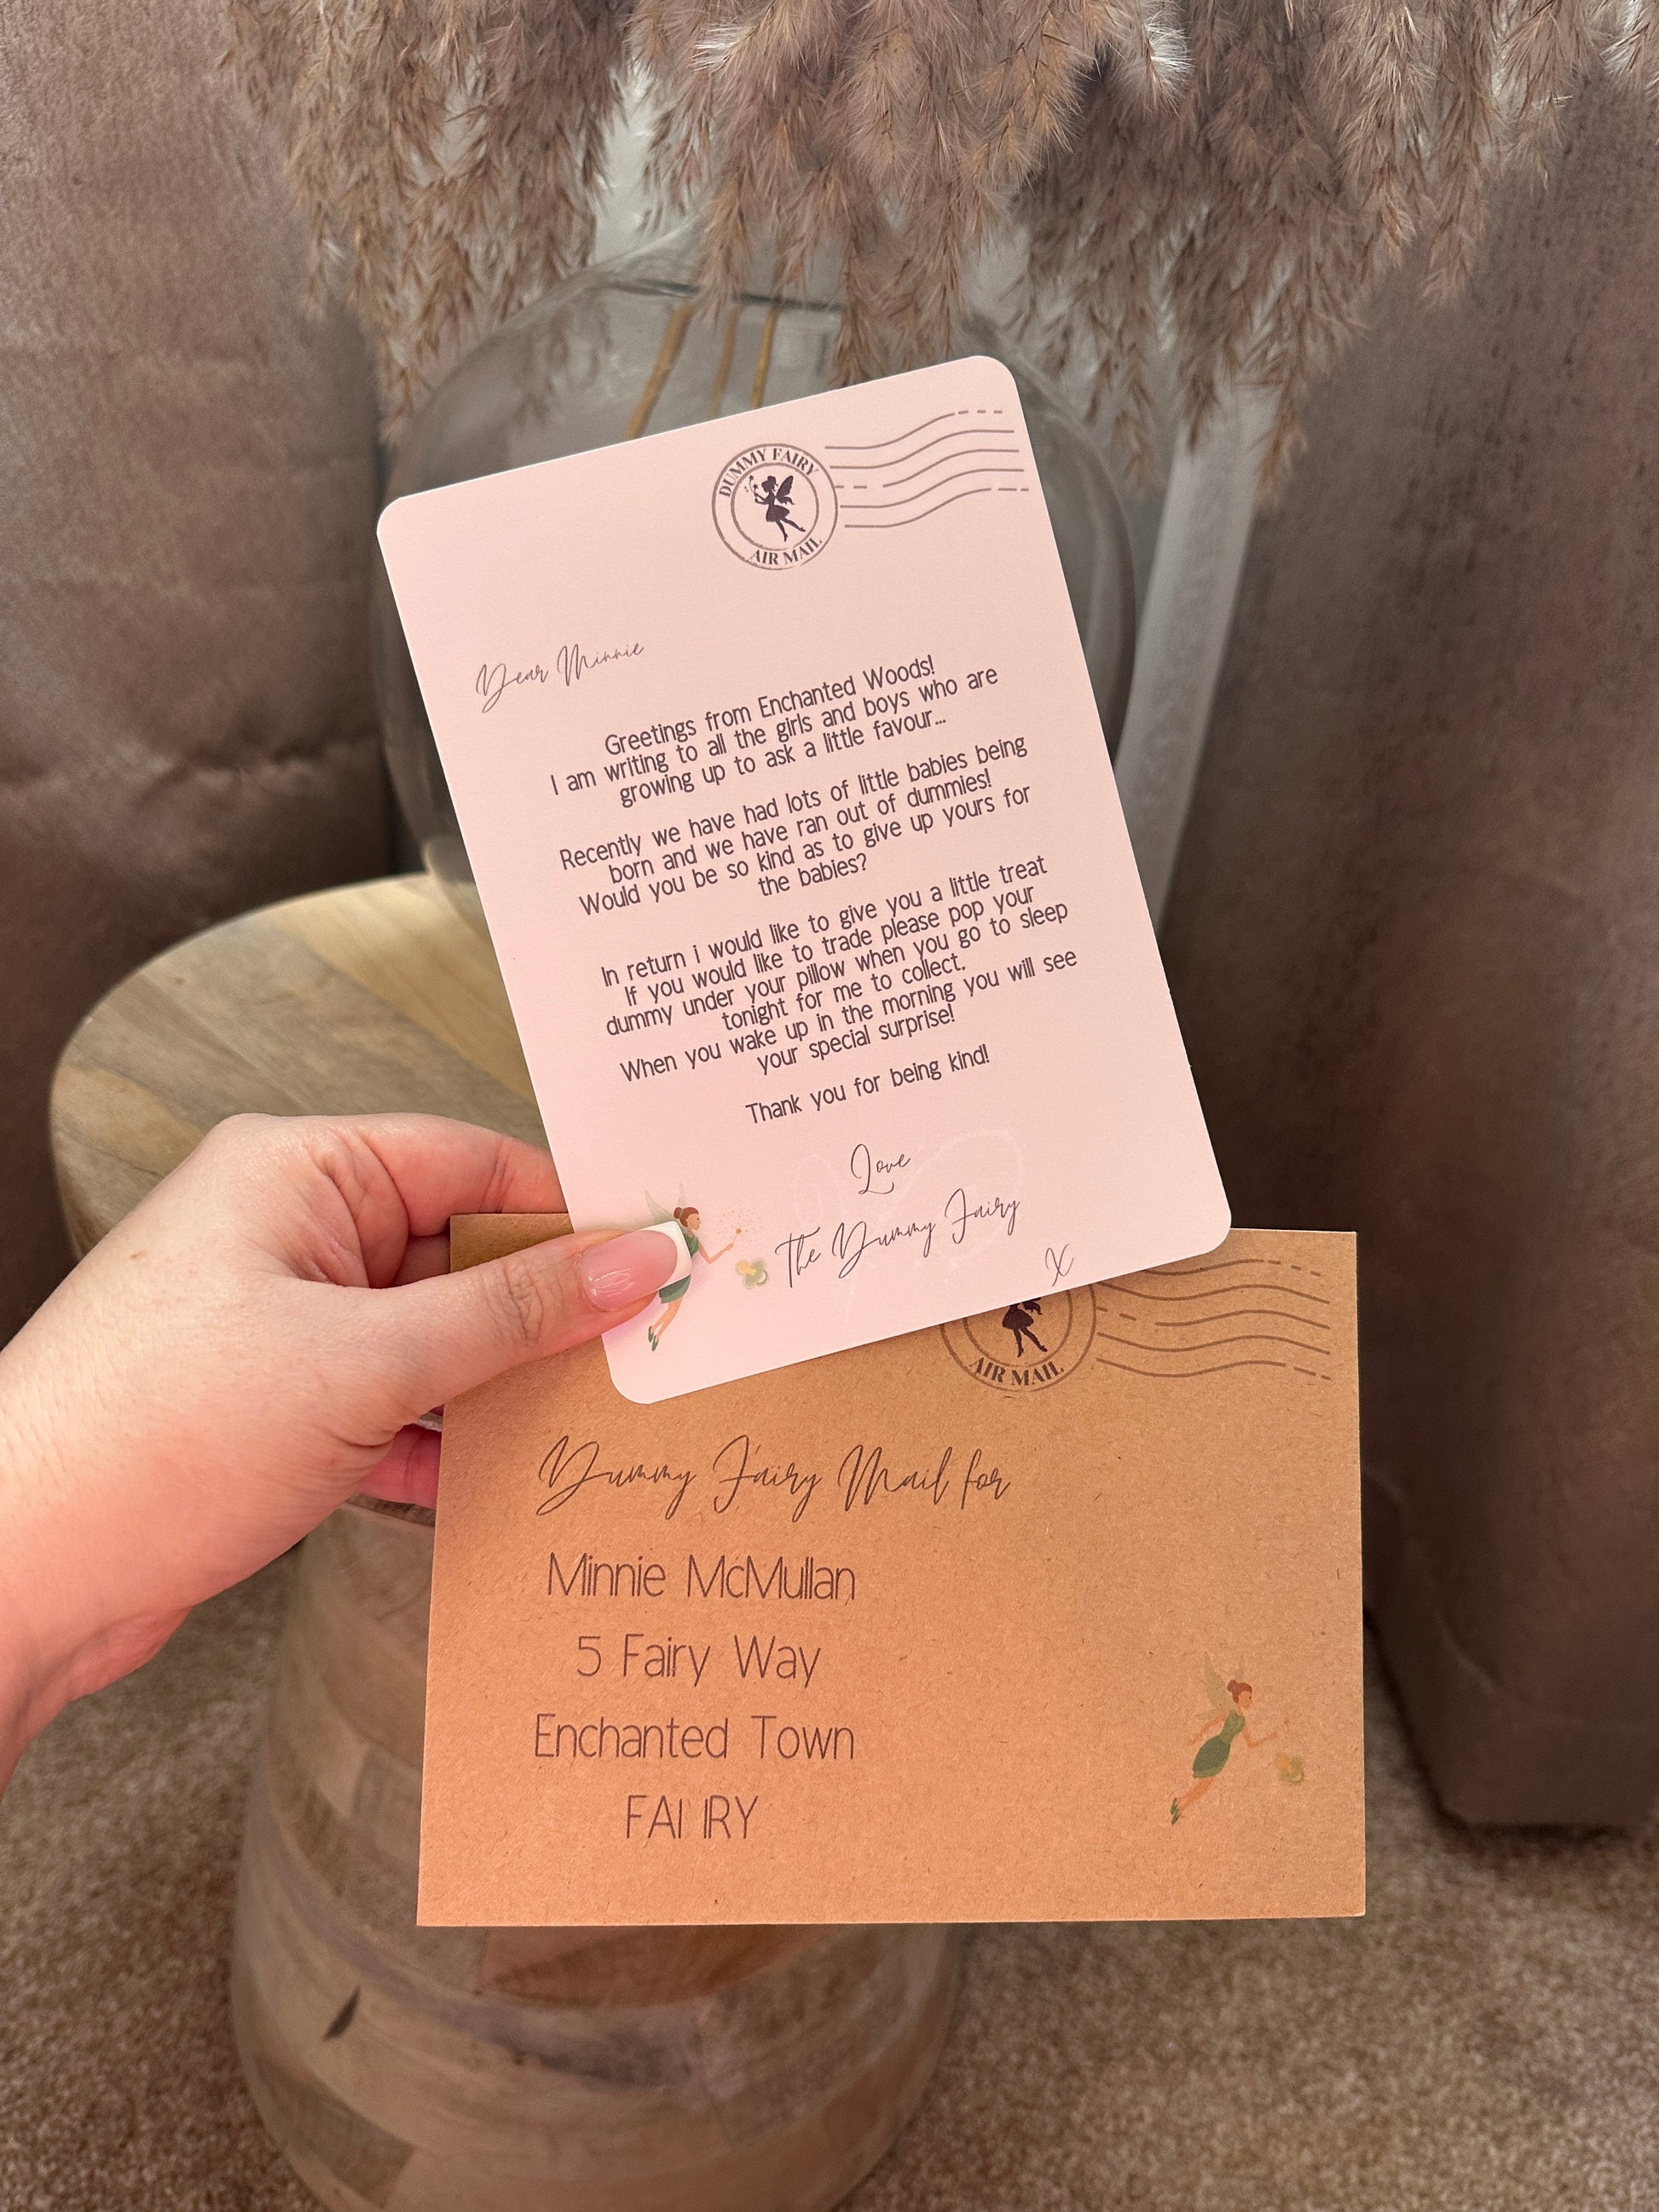 DUMMY FAIRY
AIR MAIL
Dear Minnie
Greetings from Enchanted Woods!
I am writing to all the girls and boys who are
growing up to ask a little favour...
Recently we have had lots of little babies being
born and we have ran out of dummies!
Would you be so kind as to give up yours for
the babies?
In return i would like to give you a little treat
If you would like to trade please pop your
dummy under your pillow when you go to sleep
tonight for me to collect.
When you wake up in the morning you will see
your special surprise!
Thank you for being kind!
Love
The Dummy Fairy
X
AIR MAIL
Dummy Fairy Mail for
Minnie McMullan
5 Fairy Way
Enchanted Town
FAI IRY